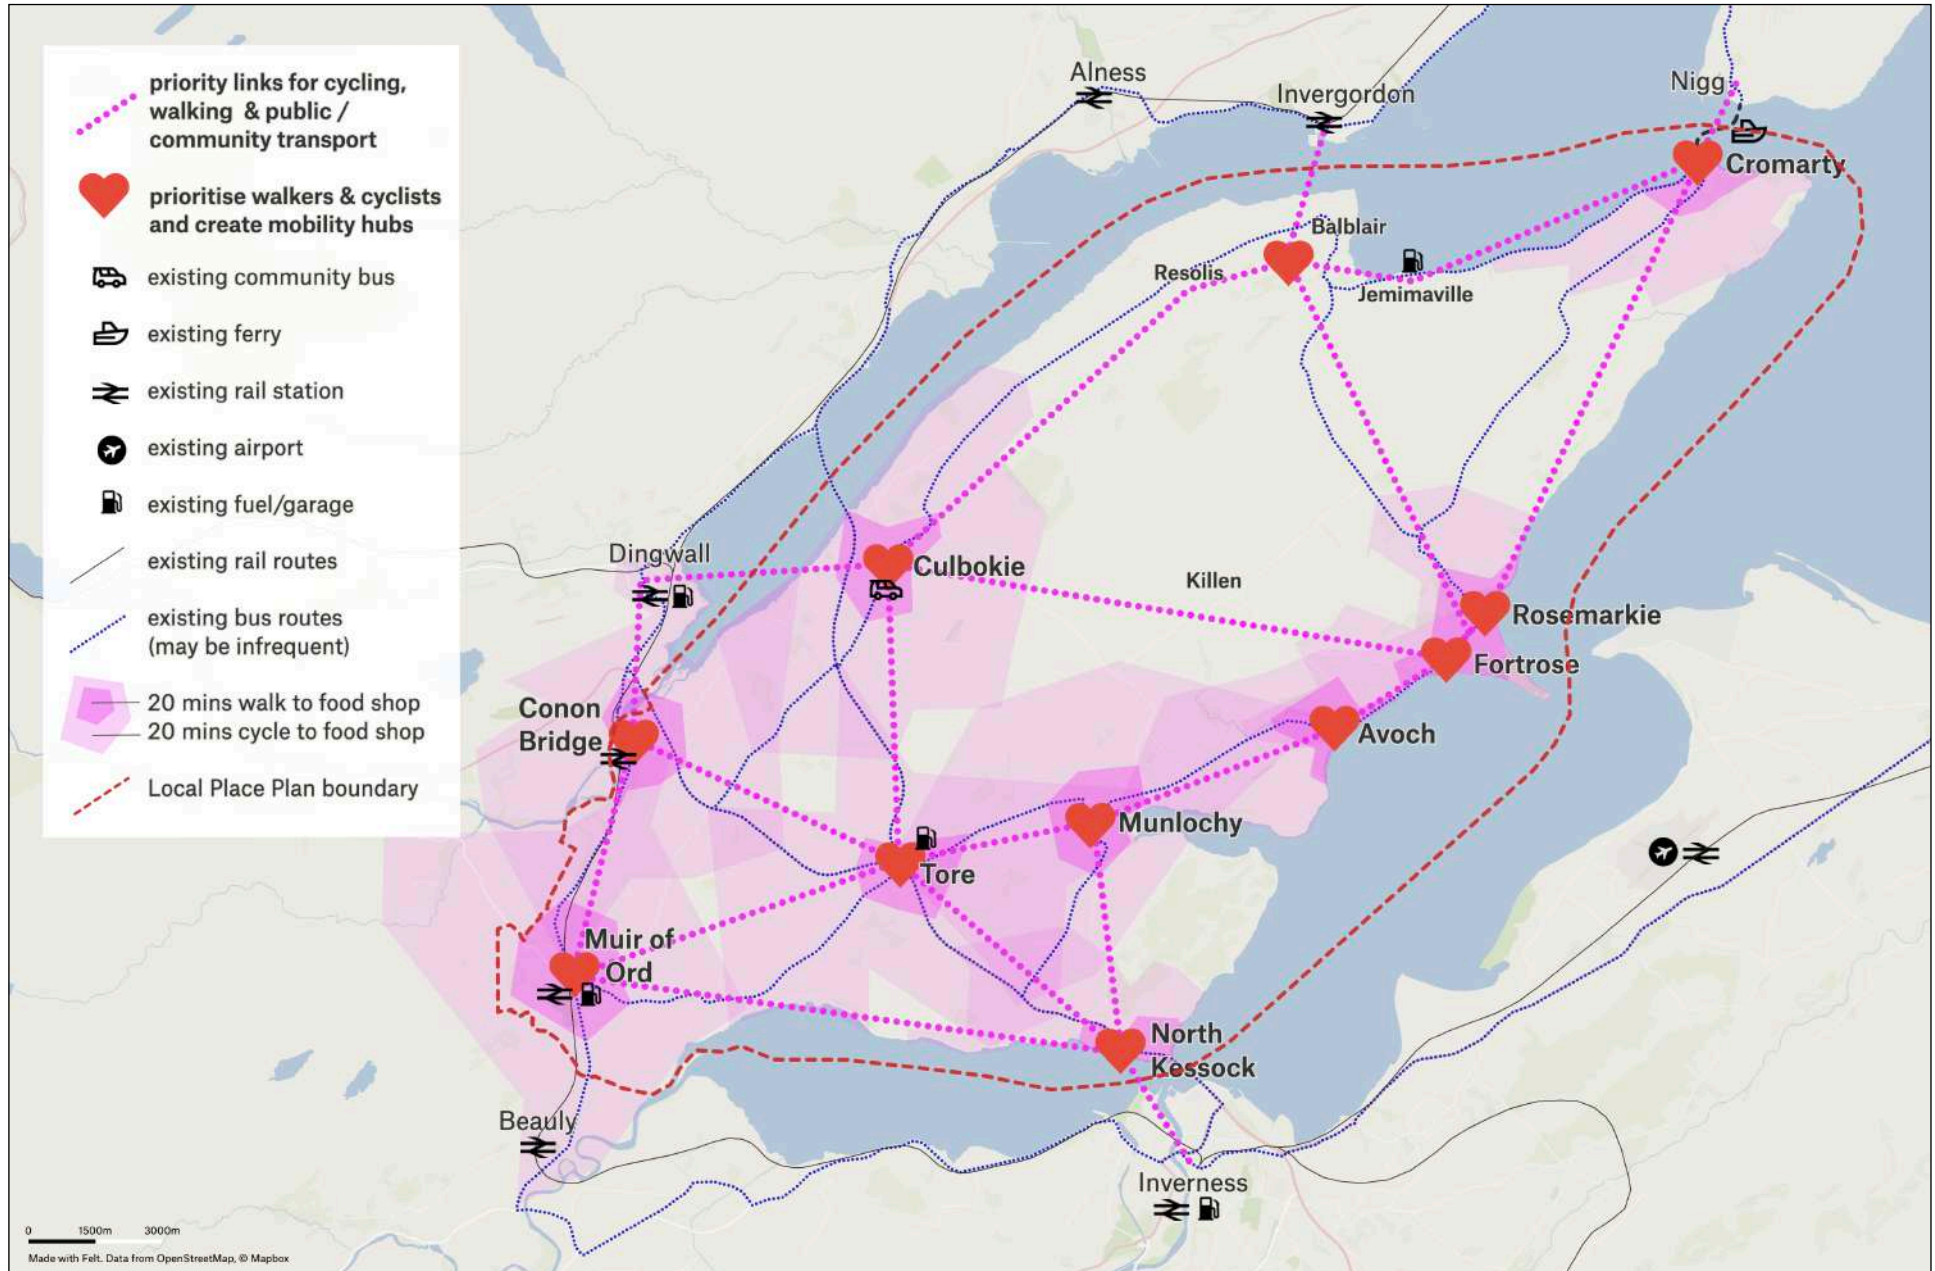 priority links for cycling,
walking & public /
community transport
prioritise walkers & cyclists
and create mobility hubs
existing community bus
existing ferry
existing rail station
existing airport
existing fuel/garage
existing rail routes
existing bus routes
(may be infrequent)
20 mins walk to food shop
20 mins cycle to food shop
Local Place Plan boundary
Alness
Invergordon
Nigg
Cromarty
Balblair
Resolis
Jemimaville
Dingwall
Culbokie
Killen
Rosemarkie
Fortrose
Conon
Bridge
Avoch
Munlochy
Tore
Muir of
Ord
North
Kessock
Beauly
Inverness
0 1500m 3000m
Made with Felt. Data from OpenStreetMap, © Mapbox